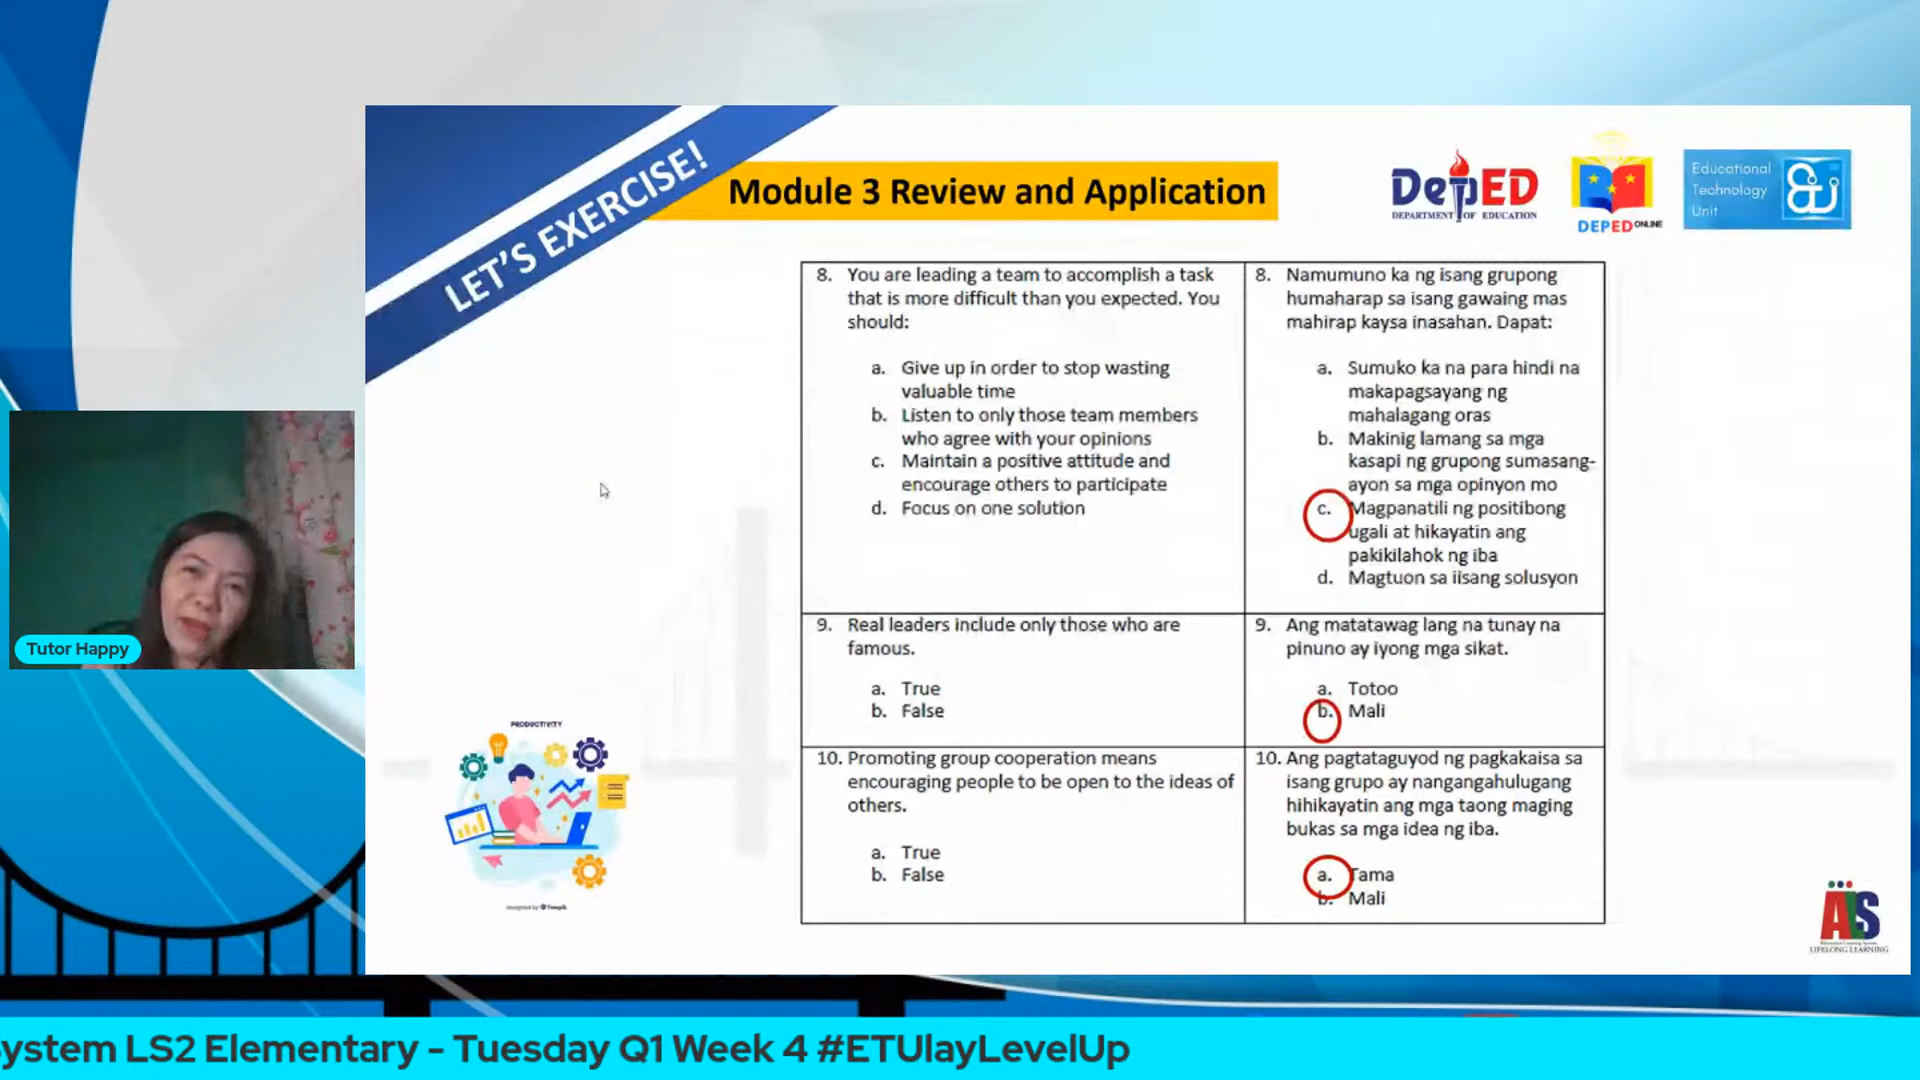 LET'S EXERCISE!
Module 3 Review and Application
DepED
DEPARTMENT OF EDUCATION
DEPED ONLINE
Educational
Technology
Unit
8. You are leading a team to accomplish a task
that is more difficult than you expected. You
should:
a. Give up in order to stop wasting
valuable time
b. Listen to only those team members
who agree with your opinions
c. Maintain a positive attitude and
encourage others to participate
d. Focus on one solution
8. Namumuno ka ng isang grupong
humaharap sa isang gawaing mas
mahirap kaysa inasahan. Dapat:
a. Sumuko ka na para hindi na
makapagsayang ng
mahalagang oras
b. Makinig lamang sa mga
kasapi ng grupong sumasang-
ayon sa mga opinyon mo
c. Magpanatili ng positibong
ugali at hikayatin ang
pakikilahok ng iba
d. Magtuon sa iisang solusyon
9. Real leaders include only those who are
famous.
a. True
b. False
9. Ang matatawag lang na tunay na
pinuno ay iyong mga sikat.
a. Totoo
b. Mali
10. Promoting group cooperation means
encouraging people to be open to the ideas of
others.
a. True
b. False
10. Ang pagtataguyod ng pagkakaisa sa
isang grupo ay nangangahulugang
hihikayatin ang mga taong maging
bukas sa mga idea ng iba.
a. Tama
b. Mali
Tutor Happy
PRODUCTIVITY
designed by freepik
ALS
LIFELONG LEARNING
ystem LS2 Elementary - Tuesday Q1 Week 4 #ETUlayLevelUp